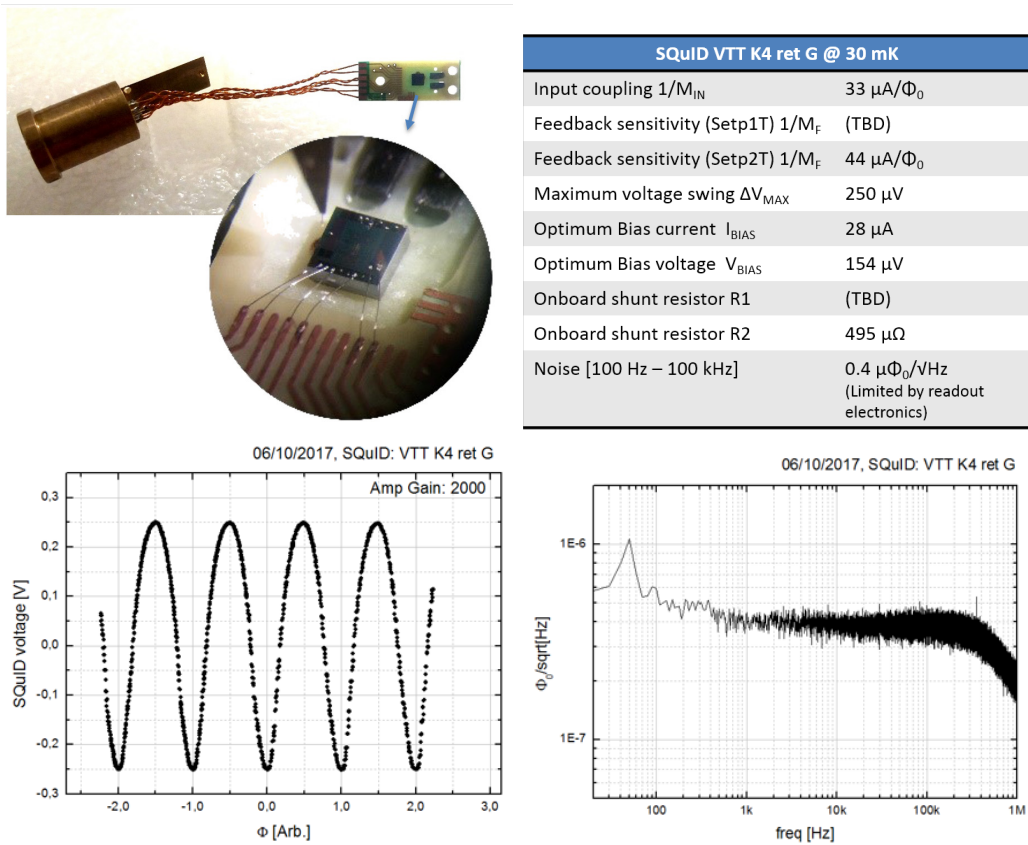 SQuID VTT K4 ret G @ 30 mK
Input coupling 1/M_IN 33 µA/Φ₀
Feedback sensitivity (Setp1T) 1/M_F (TBD)
Feedback sensitivity (Setp2T) 1/M_F 44 µA/Φ₀
Maximum voltage swing ΔV_MAX 250 µV
Optimum Bias current I_BIAS 28 µA
Optimum Bias voltage V_BIAS 154 µV
Onboard shunt resistor R1 (TBD)
Onboard shunt resistor R2 495 µΩ
Noise [100 Hz – 100 kHz] 0.4 µΦ₀/√Hz
(Limited by readout
electronics)
06/10/2017, SQuID: VTT K4 ret G
Amp Gain: 2000
SQuID voltage [V]
0,3
0,2
0,1
0,0
-0,1
-0,2
-0,3
-2,0 -1,0 0,0 1,0 2,0 3,0
Φ [Arb.]
06/10/2017, SQuID: VTT K4 ret G
Φ₀/sqrt[Hz]
1E-6
1E-7
100 1k 10k 100k 1M
freq [Hz]